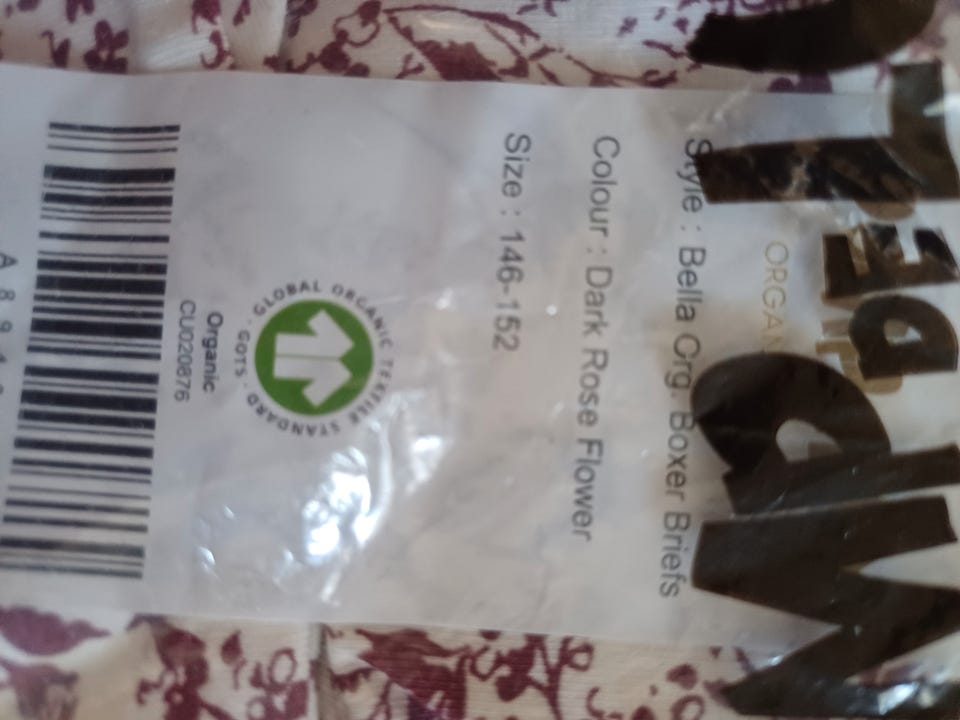 ORGAN
Style : Bella Org. Boxer Briefs
Colour : Dark Rose Flower
Size : 146-152
GLOBAL ORGANIC TEXTILE STANDARD
· GOTS ·
Organic
CU020876